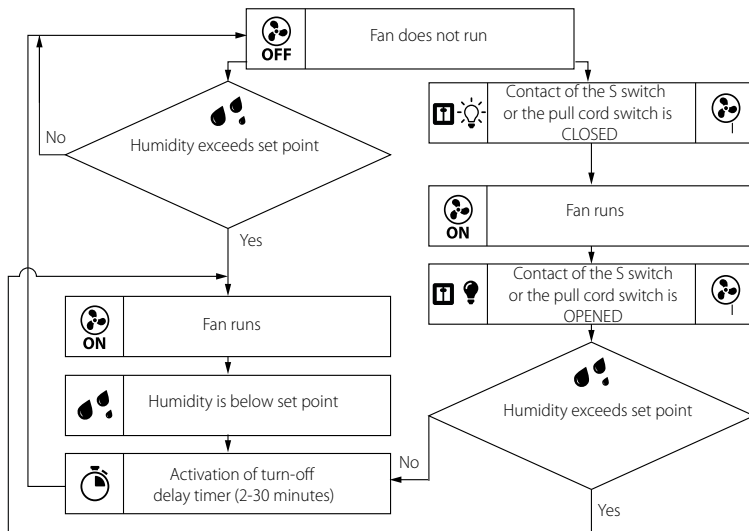 OFF
Fan does not run
No
Humidity exceeds set point
Yes
ON
Fan runs
Humidity is below set point
Activation of turn-off
delay timer (2-30 minutes)
Contact of the S switch
or the pull cord switch is
CLOSED
ON
Fan runs
Contact of the S switch
or the pull cord switch is
OPENED
Humidity exceeds set point
No
Yes